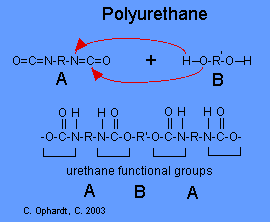 Polyurethane
O=C=N-R-N=C=O + H-O-R'-O-H
A B
O H H O O H H O
-O-C-N-R-N-C-O-R'-O-C-N-R-N-C-O-
urethane functional groups
A B A
C. Ophardt, C. 2003